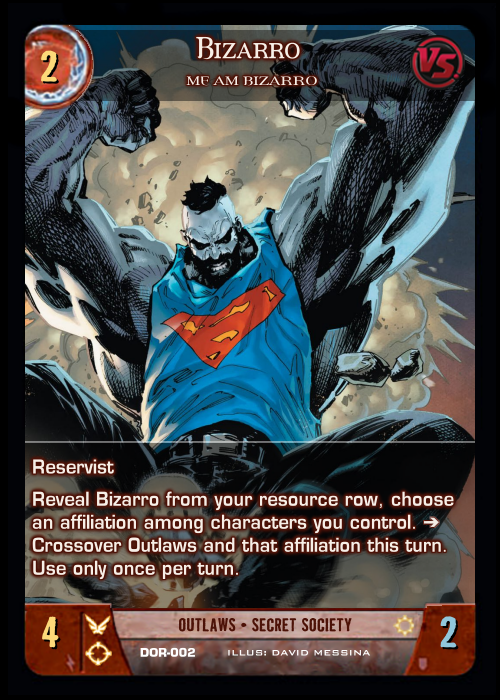 2
BIZARRO
ME AM BIZARRO
VS
Reservist
Reveal Bizarro from your resource row, choose
an affiliation among characters you control. ➔
Crossover Outlaws and that affiliation this turn.
Use only once per turn.
4
OUTLAWS • SECRET SOCIETY
2
DOR-002 ILLUS: DAVID MESSINA